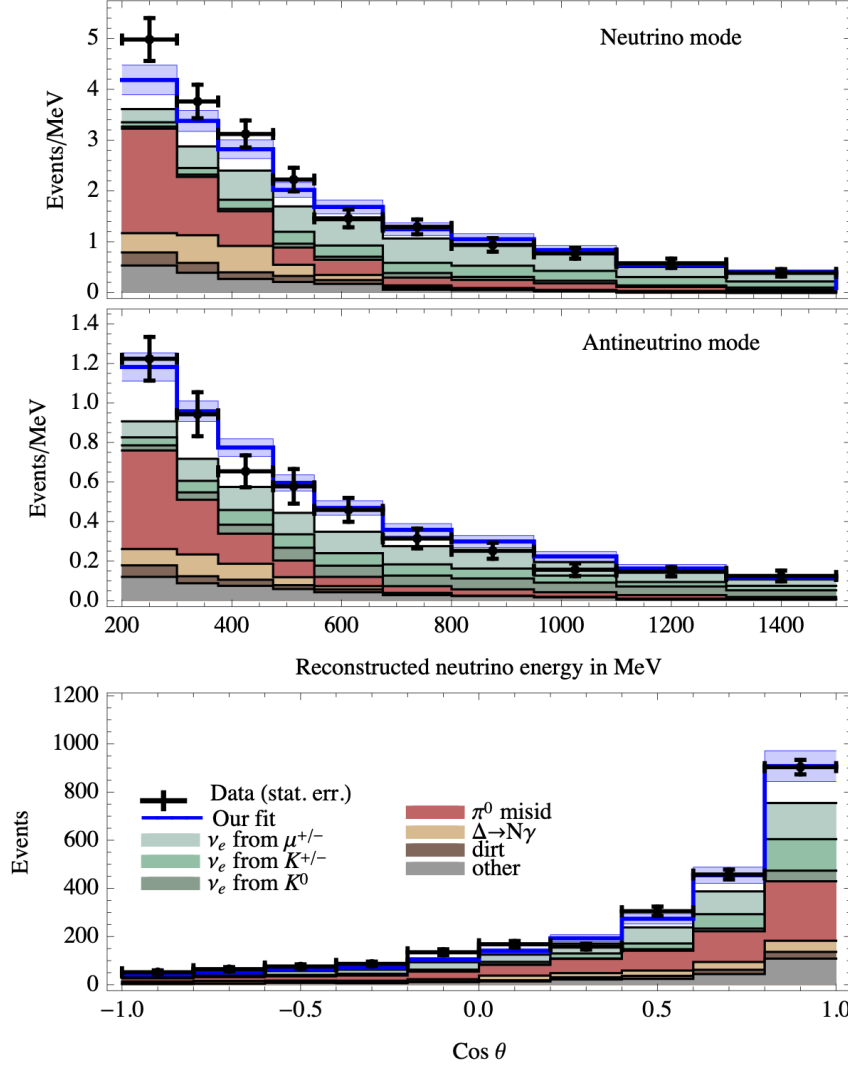 Neutrino mode
Events/MeV
5
4
3
2
1
0
Antineutrino mode
Events/MeV
1.4
1.2
1.0
0.8
0.6
0.4
0.2
0.0
200 400 600 800 1000 1200 1400
Reconstructed neutrino energy in MeV
Events
1200
1000
800
600
400
200
0
Data (stat. err.)
Our fit
νe from μ+/−
νe from K+/−
νe from K0
π0 misid
Δ→Nγ
dirt
other
−1.0 −0.5 0.0 0.5 1.0
Cos θ